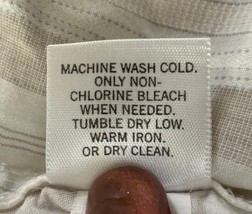 MACHINE WASH COLD.
ONLY NON-
CHLORINE BLEACH
WHEN NEEDED.
TUMBLE DRY LOW.
WARM IRON.
OR DRY CLEAN.